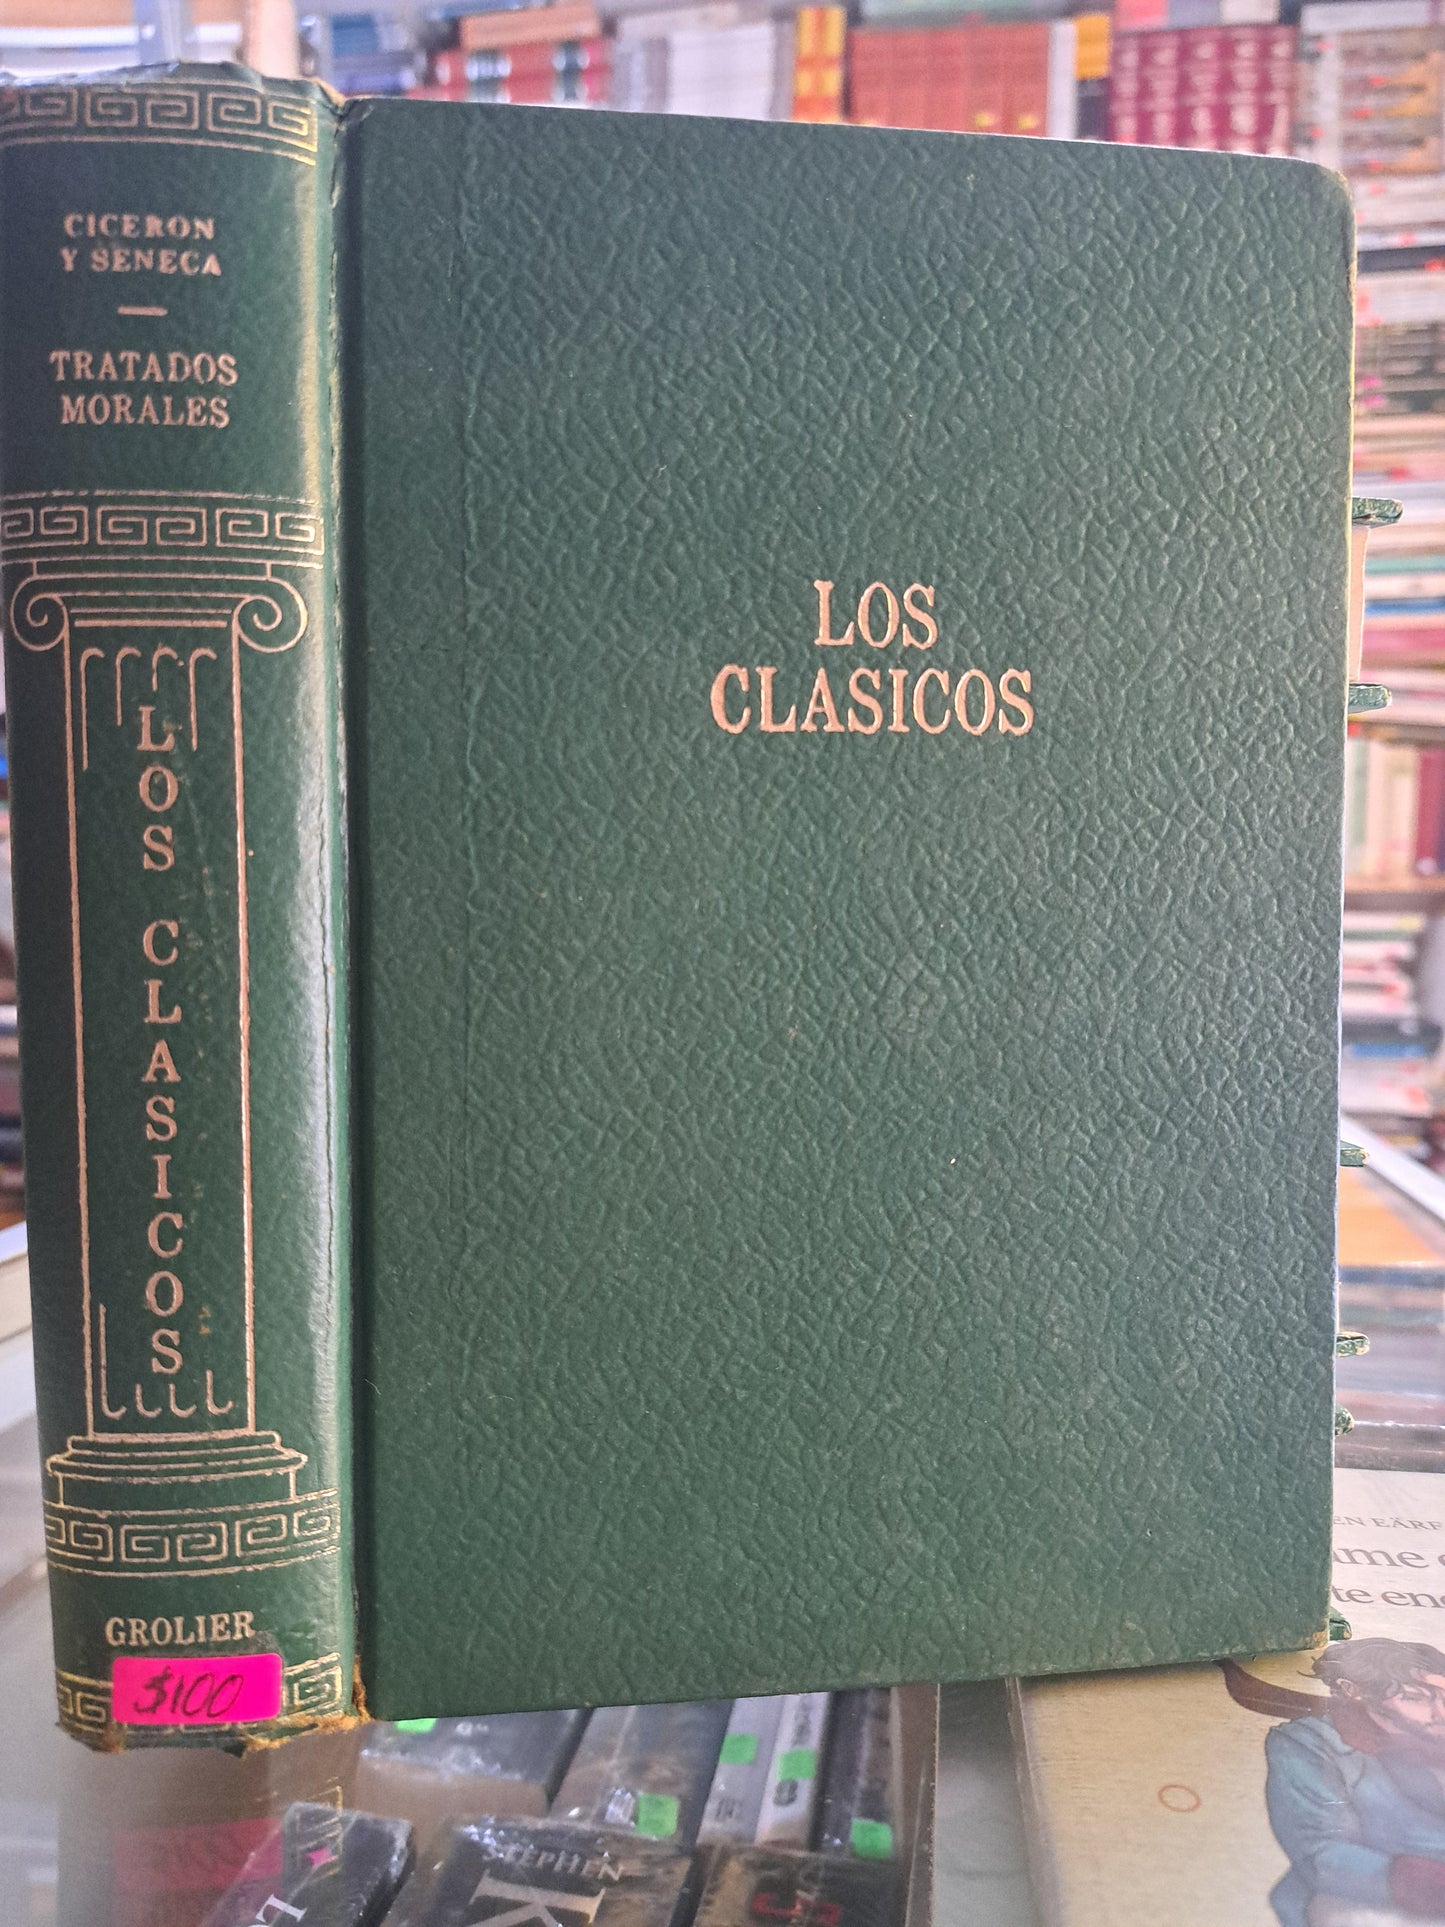 CICERON
Y SENECA
TRATADOS
MORALES
LOS CLASICOS
GROLIER
$100
LOS
CLASICOS
STEPHEN